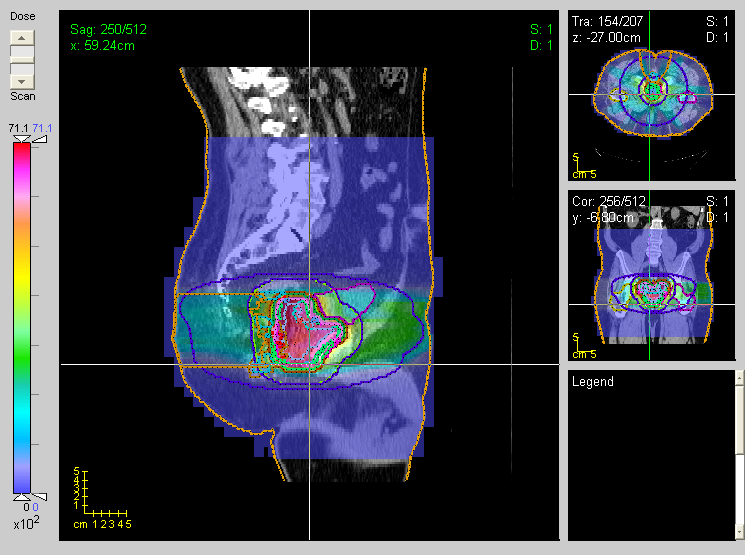 Dose
Scan
71.1 71.1
0 0
x10²
Sag: 250/512
x: 59.24cm
S: 1
D: 1
5
4
3
2
1
cm 1 2 3 4 5
Tra: 154/207
z: -27.00cm
S: 1
D: 1
5
cm 5
Cor: 256/512
y: -6.80cm
S: 1
D: 1
5
cm 5
Legend